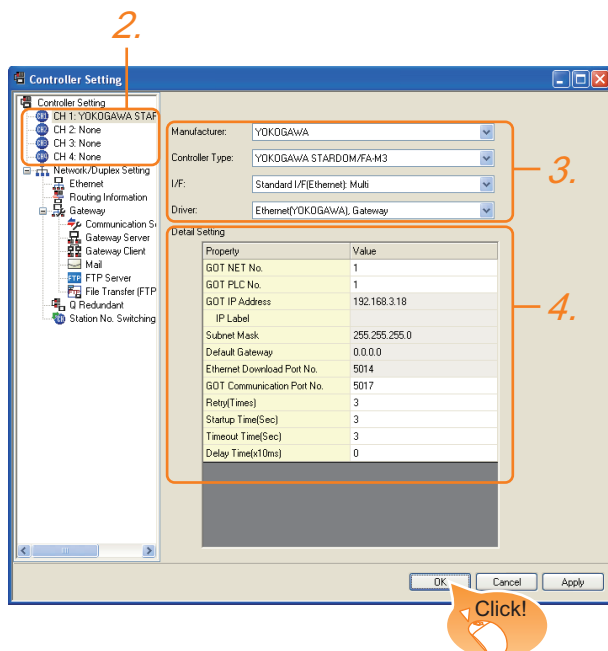 2.
Controller Setting
Controller Setting
CH 1: YOKOGAWA STAF
CH 2: None
CH 3: None
CH 4: None
Network/Duplex Setting
Ethernet
Routing Information
Gateway
Communication S
Gateway Server
Gateway Client
Mail
FTP Server
File Transfer (FTP
Q Redundant
Station No. Switching
Manufacturer: YOKOGAWA
Controller Type: YOKOGAWA STARDOM/FA-M3
I/F: Standard I/F(Ethernet): Multi
Driver: Ethernet(YOKOGAWA), Gateway
3.
Detail Setting
Property Value
GOT NET No. 1
GOT PLC No. 1
GOT IP Address 192.168.3.18
IP Label
Subnet Mask 255.255.255.0
Default Gateway 0.0.0.0
Ethernet Download Port No. 5014
GOT Communication Port No. 5017
Retry(Times) 3
Startup Time(Sec) 3
Timeout Time(Sec) 3
Delay Time(x10ms) 0
4.
OK Cancel Apply
Click!